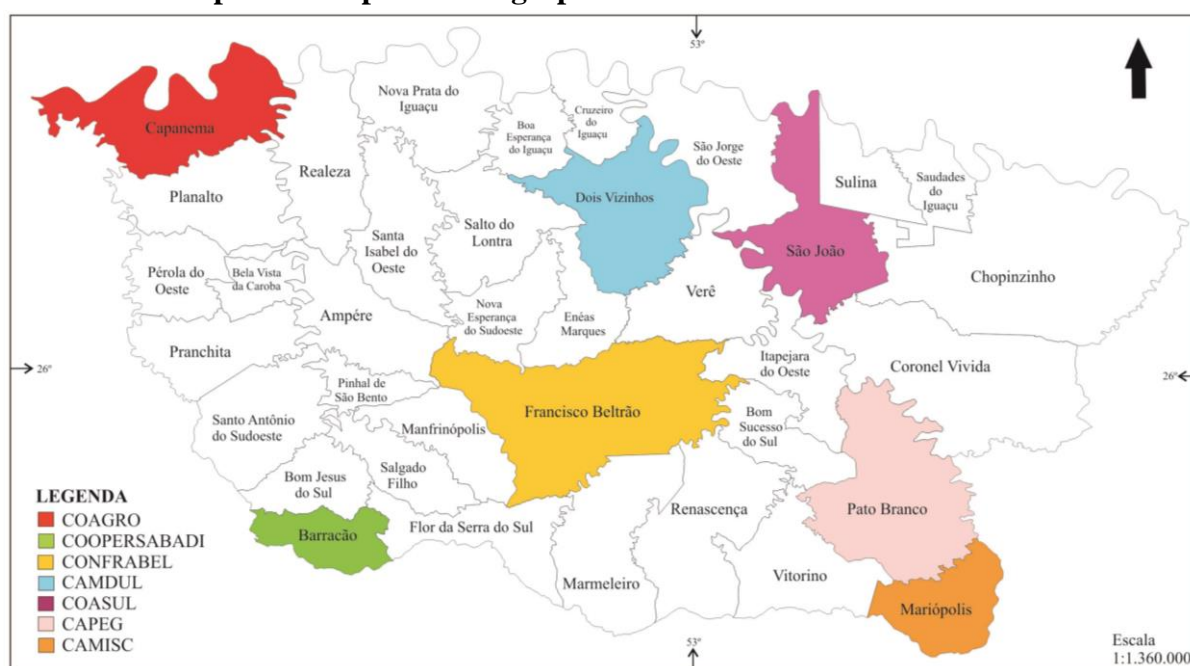 53º
Nova Prata do
Iguaçu
Cruzeiro
do
Iguaçu
Boa
Esperança
do Iguaçu
Capanema
São Jorge
do Oeste
Realeza
Planalto
Dois Vizinhos
Sulina
Saudades
do
Iguaçu
Salto do
Lontra
Santa
Isabel do
Oeste
São João
Pérola do
Oeste
Bela Vista
da Caroba
Chopinzinho
Verê
Ampére
Nova
Esperança
do Sudoeste
Enéas
Marques
Pranchita
Itapejara
do Oeste
Coronel Vivida
26º
26º
Pinhal de
São Bento
Francisco Beltrão
Santo Antônio
do Sudoeste
Manfrinópolis
Bom
Sucesso
do Sul
Bom Jesus
do Sul
Salgado
Filho
LEGENDA
COAGRO
COOPERSABADI
CONFRABEL
CAMDUL
COASUL
CAPEG
CAMISC
Barracão
Flor da Serra do Sul
Renascença
Pato Branco
Marmeleiro
Vitorino
Mariópolis
53º
Escala
1:1.360.000